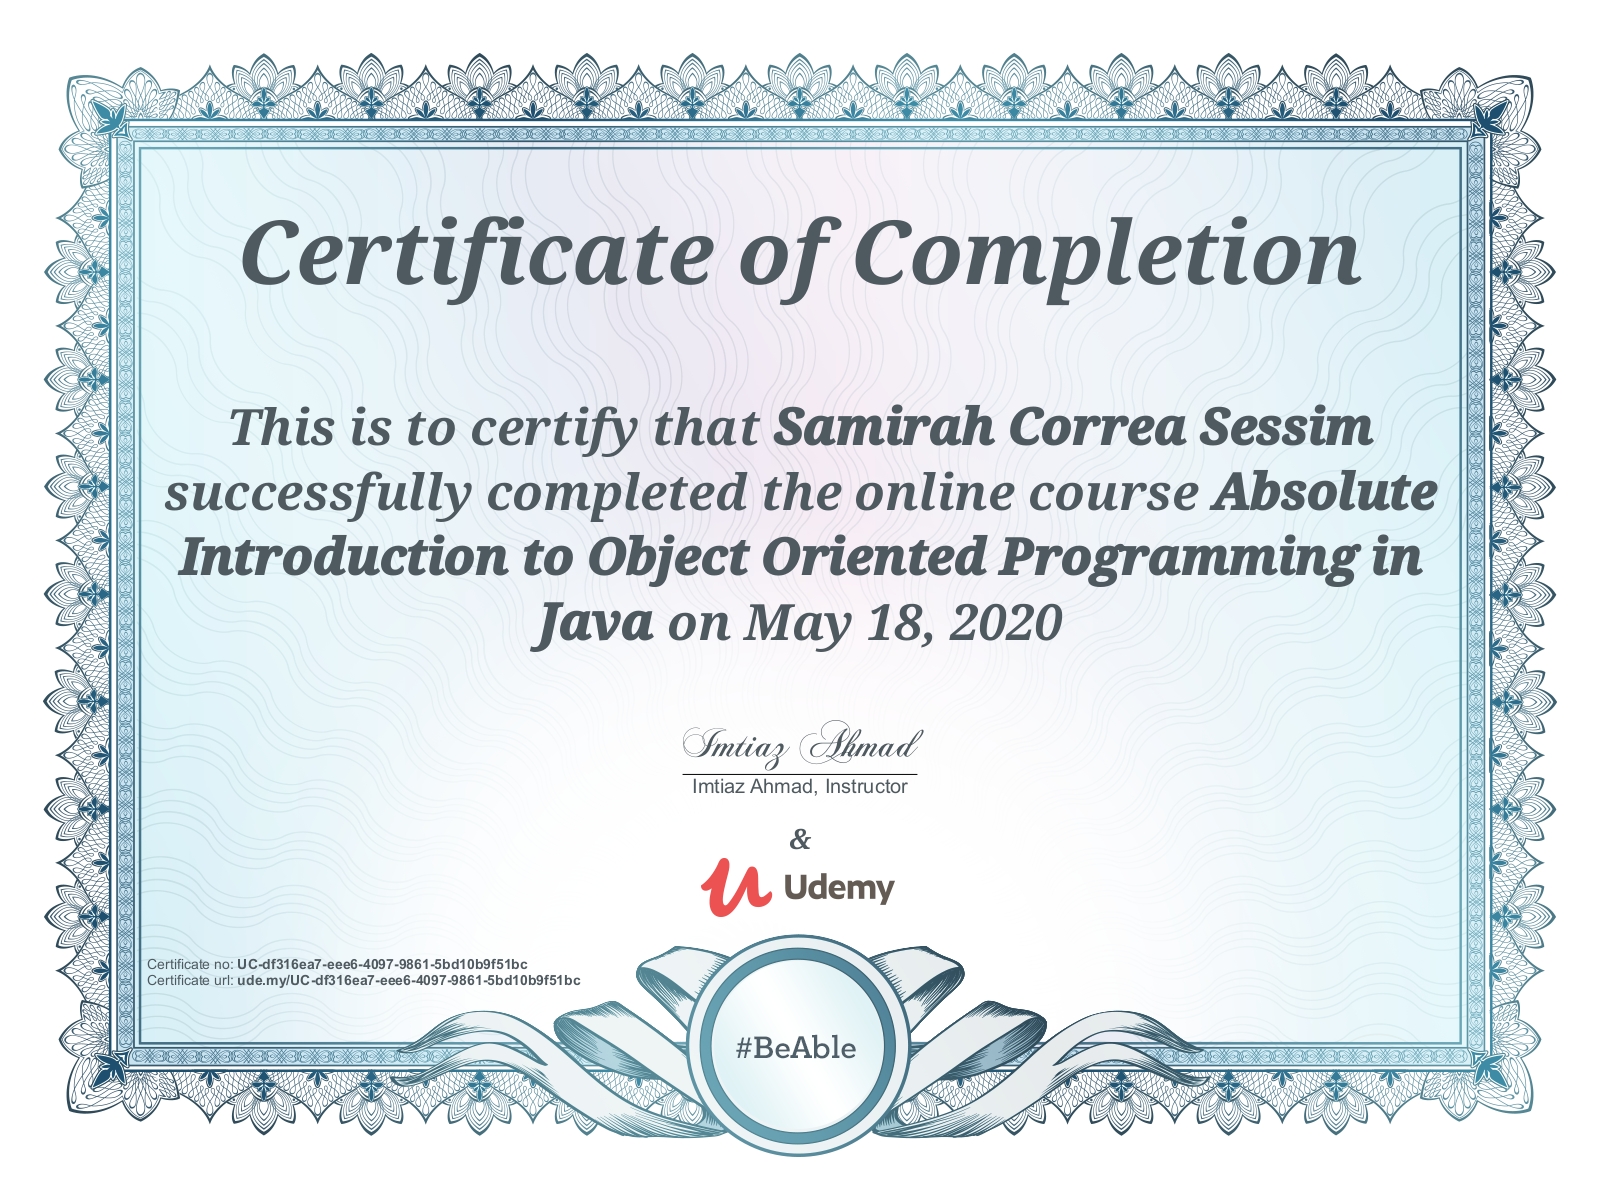 Certificate of Completion
This is to certify that Samirah Correa Sessim
successfully completed the online course Absolute
Introduction to Object Oriented Programming in
Java on May 18, 2020
Imtiaz Ahmad
Imtiaz Ahmad, Instructor
&
Udemy
Certificate no: UC-df316ea7-eee6-4097-9861-5bd10b9f51bc
Certificate url: ude.my/UC-df316ea7-eee6-4097-9861-5bd10b9f51bc
#BeAble